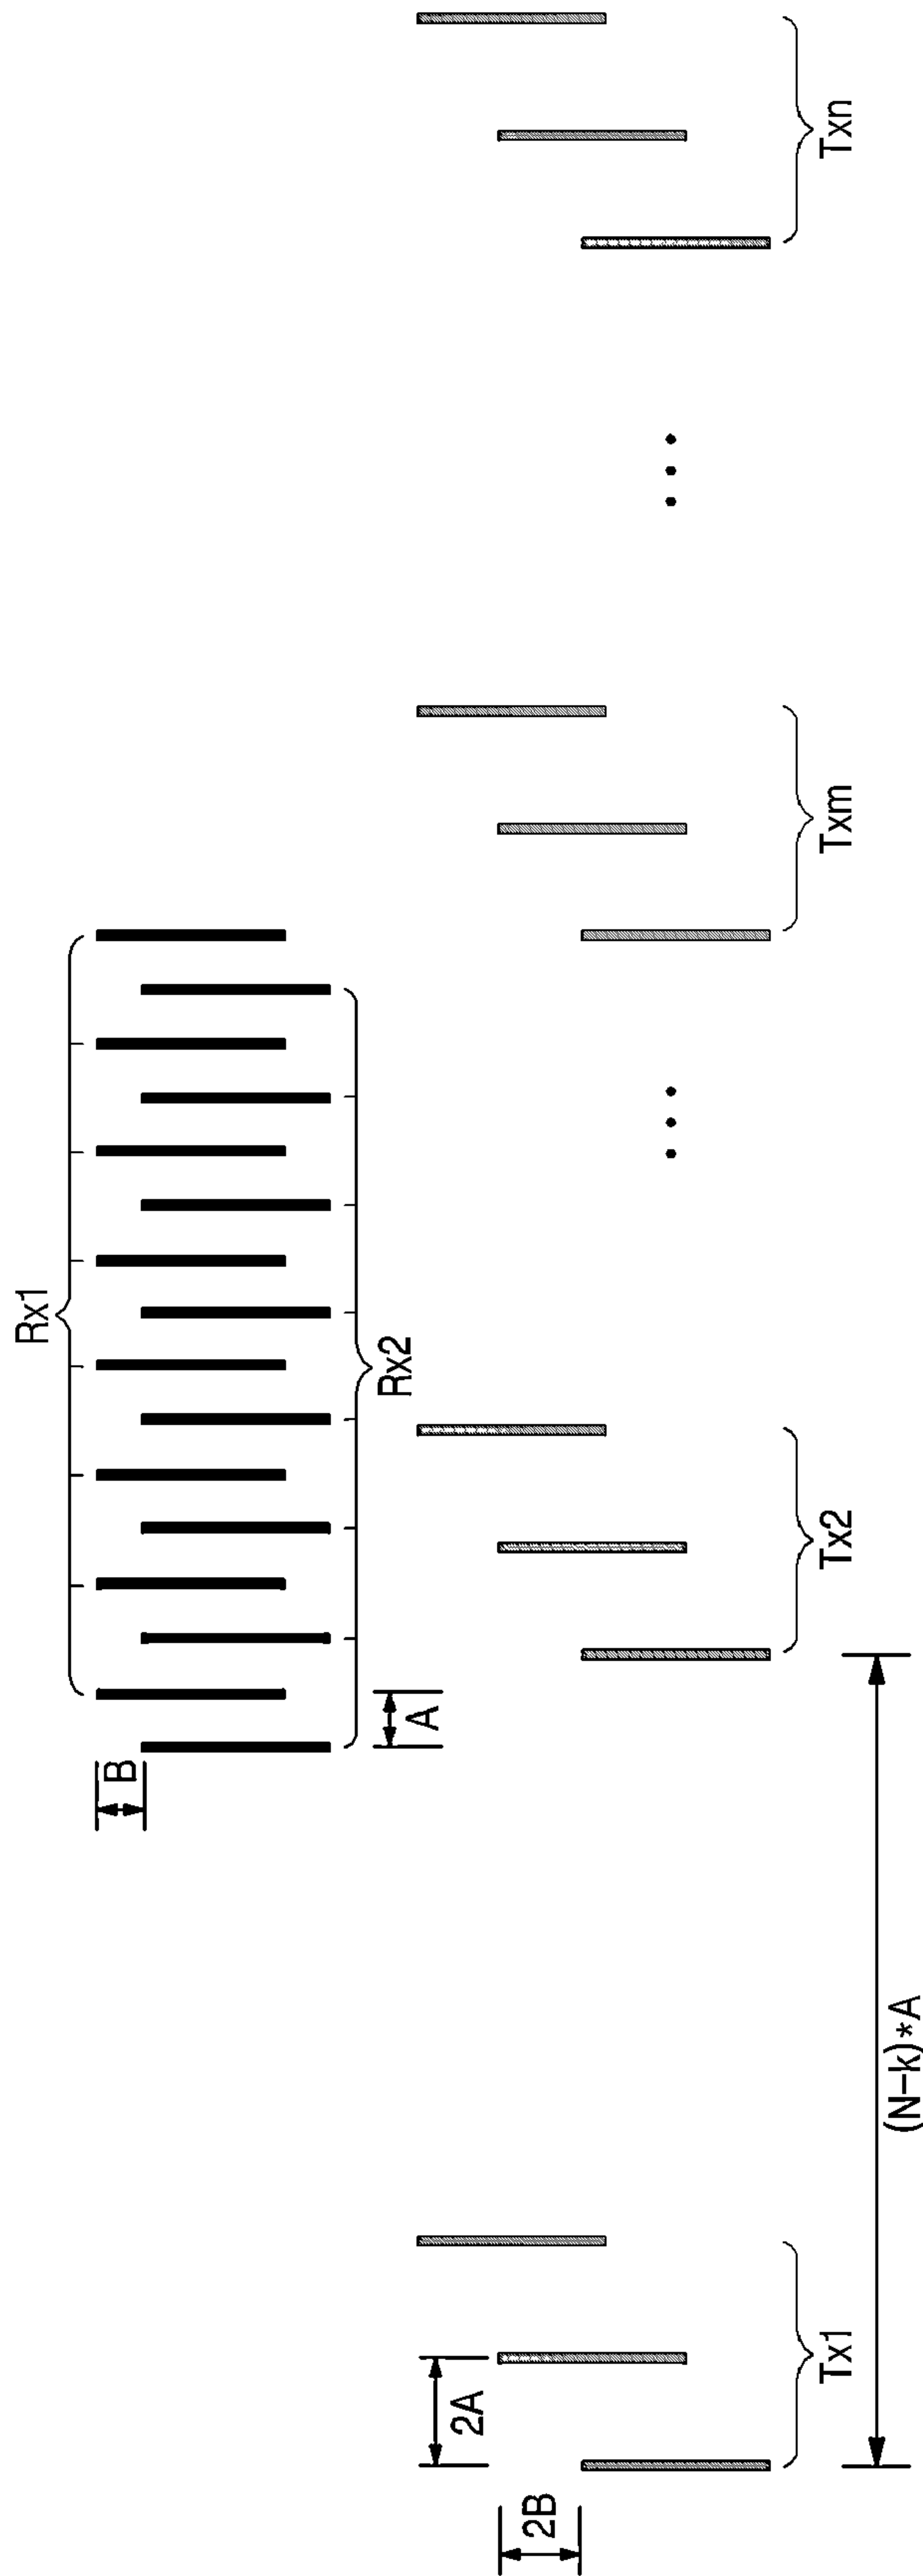 Rx1
B
A
Rx2
2B
2A
Tx1
Tx2
Txm
Txn
(N-k)*A